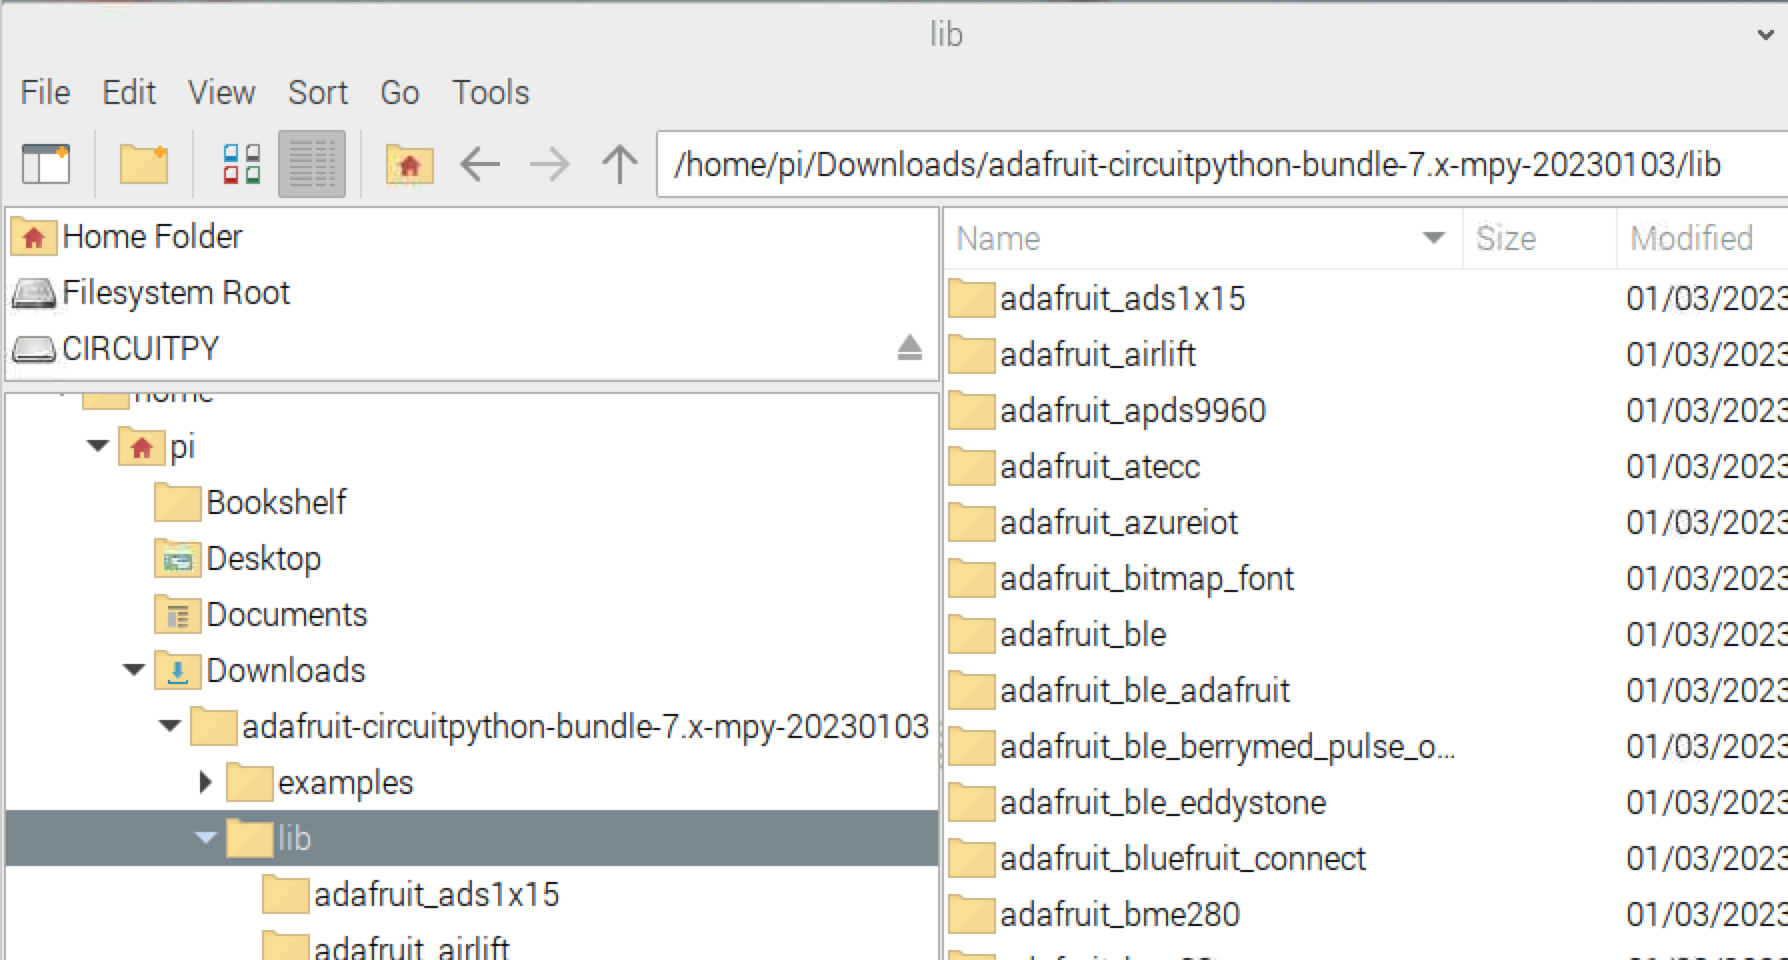 lib
File Edit View Sort Go Tools
/home/pi/Downloads/adafruit-circuitpython-bundle-7.x-mpy-20230103/lib
Home Folder
Filesystem Root
CIRCUITPY
home
pi
Bookshelf
Desktop
Documents
Downloads
adafruit-circuitpython-bundle-7.x-mpy-20230103
examples
lib
adafruit_ads1x15
adafruit_airlift
Name Size Modified
adafruit_ads1x15 01/03/2023
adafruit_airlift 01/03/2023
adafruit_apds9960 01/03/2023
adafruit_atecc 01/03/2023
adafruit_azureiot 01/03/2023
adafruit_bitmap_font 01/03/2023
adafruit_ble 01/03/2023
adafruit_ble_adafruit 01/03/2023
adafruit_ble_berrymed_pulse_o... 01/03/2023
adafruit_ble_eddystone 01/03/2023
adafruit_bluefruit_connect 01/03/2023
adafruit_bme280 01/03/2023